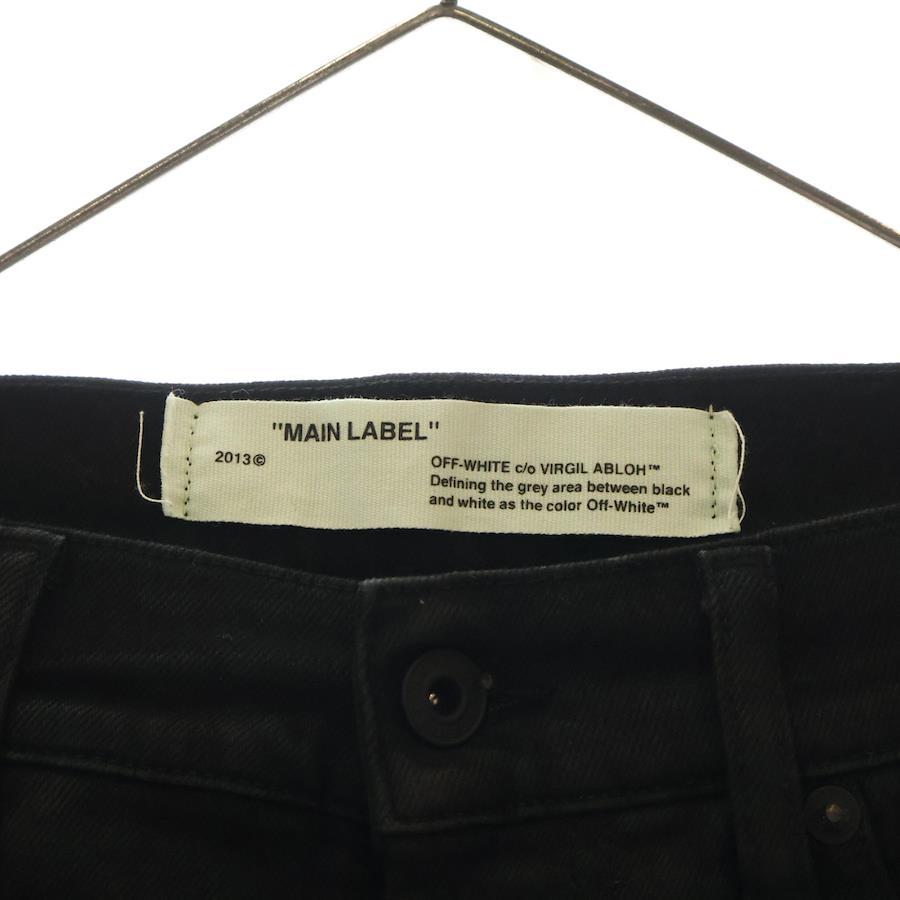 "MAIN LABEL"
2013©
OFF-WHITE c/o VIRGIL ABLOH™
Defining the grey area between black
and white as the color Off-White™